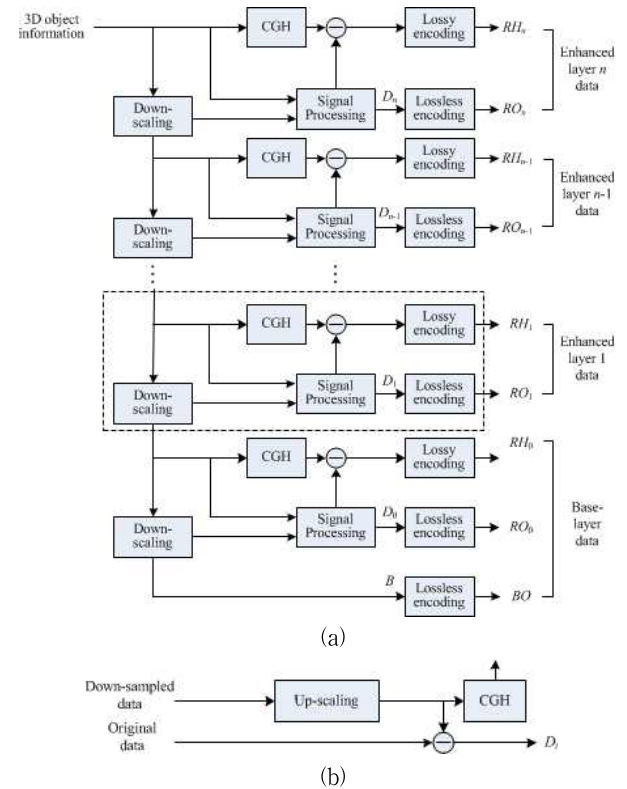 3D object
information
CGH
Lossy
encoding
RHₙ
Enhanced
layer n
data
Down-
scaling
Signal
Processing
Dₙ
Lossless
encoding
ROₙ
CGH
Lossy
encoding
RHₙ₋₁
Enhanced
layer n-1
data
Down-
scaling
Signal
Processing
Dₙ₋₁
Lossless
encoding
ROₙ₋₁
CGH
Lossy
encoding
RH₁
Enhanced
layer 1
data
Down-
scaling
Signal
Processing
D₁
Lossless
encoding
RO₁
CGH
Lossy
encoding
RH₀
Base-
layer
data
Down-
scaling
Signal
Processing
D₀
Lossless
encoding
RO₀
B
Lossless
encoding
BO
(a)
Down-sampled
data
Up-scaling
CGH
Original
data
Dᵢ
(b)